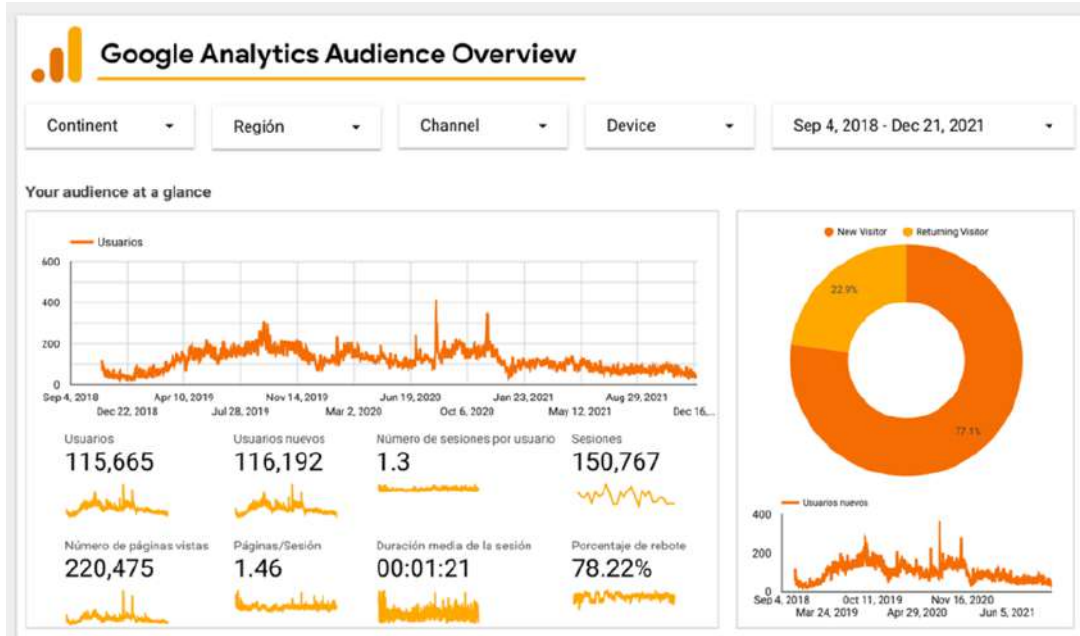 Google Analytics Audience Overview
Continent
Región
Channel
Device
Sep 4, 2018 - Dec 21, 2021
Your audience at a glance
Usuarios
600
400
200
0
Sep 4, 2018
Dec 22, 2018
Apr 10, 2019
Jul 28, 2019
Nov 14, 2019
Mar 2, 2020
Jun 19, 2020
Oct 6, 2020
Jan 23, 2021
May 12, 2021
Aug 29, 2021
Dec 16,...
Usuarios
115,665
Usuarios nuevos
116,192
Número de sesiones por usuario
1.3
Sesiones
150,767
Número de páginas vistas
220,475
Páginas/Sesión
1.46
Duración media de la sesión
00:01:21
Porcentaje de rebote
78.22%
New Visitor
Returning Visitor
22.9%
77.1%
Usuarios nuevos
400
200
0
Sep 4, 2018
Mar 24, 2019
Oct 11, 2019
Apr 29, 2020
Nov 16, 2020
Jun 5, 2021